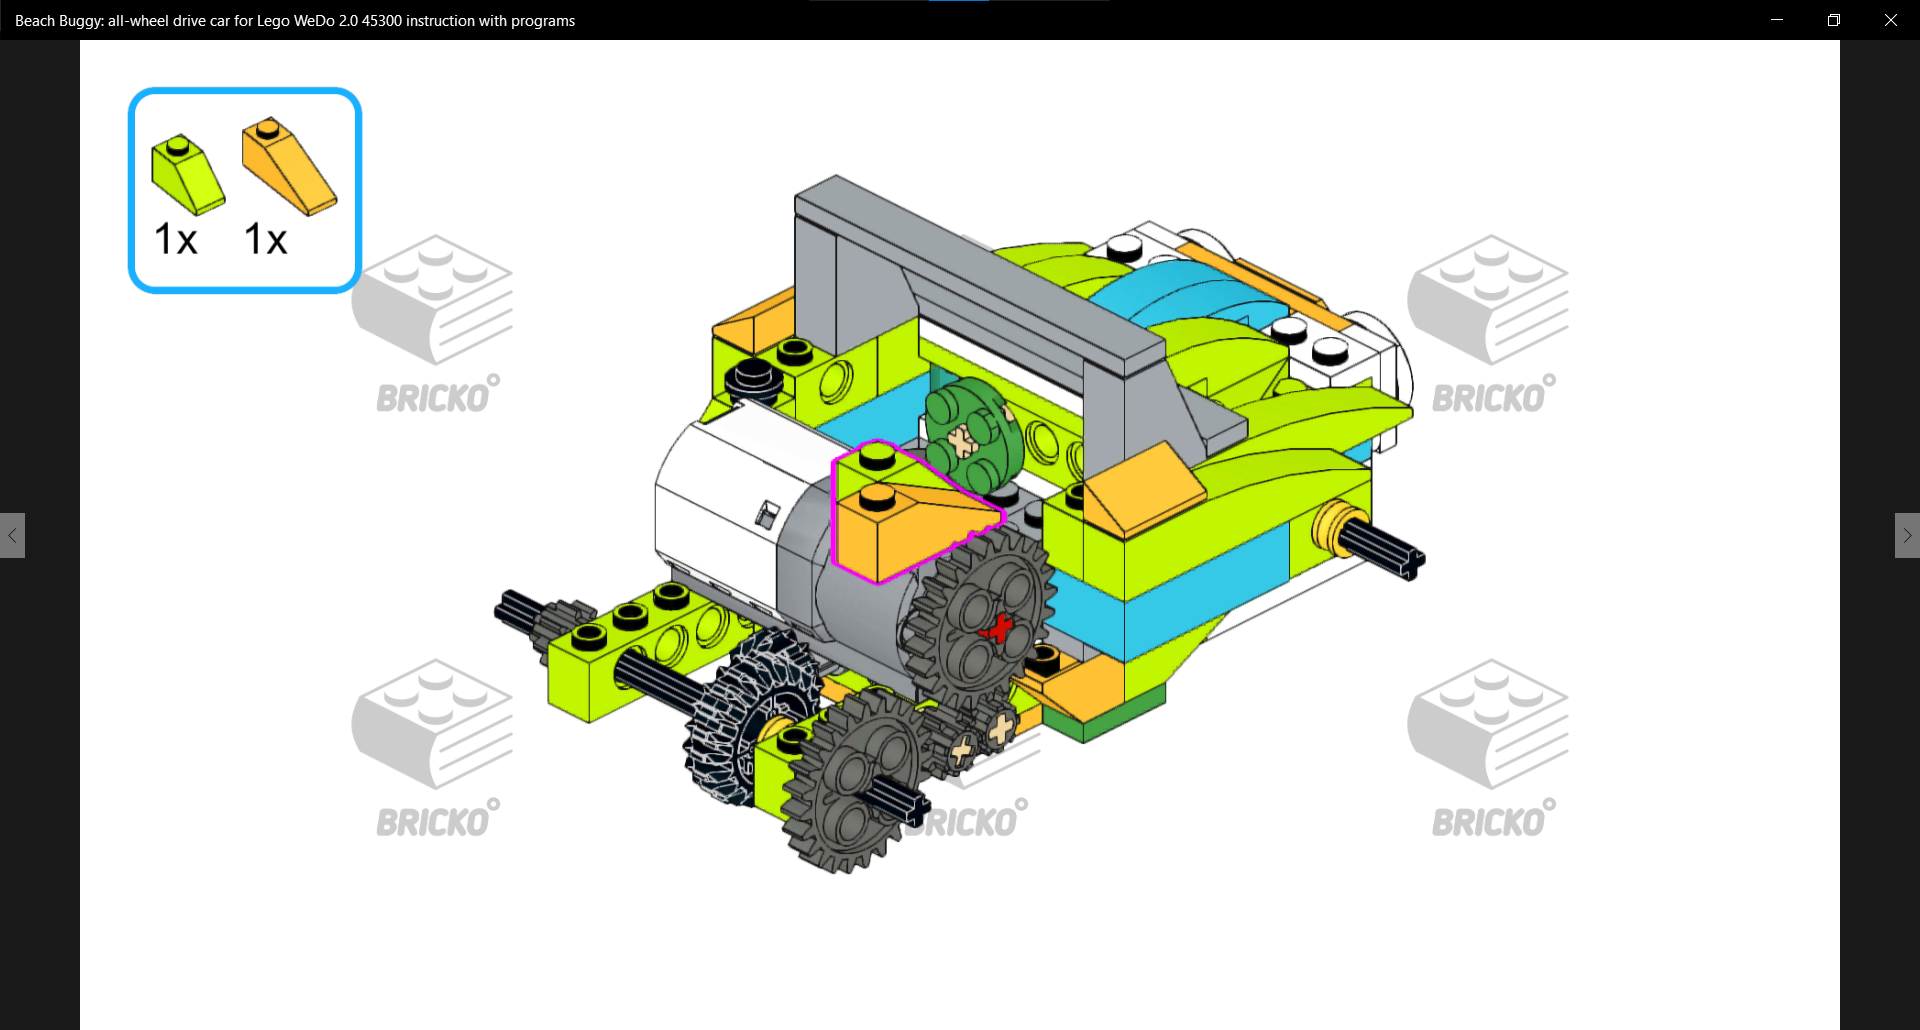 Beach Buggy: all-wheel drive car for Lego WeDo 2.0 45300 instruction with programs
1x 1x
BRICKO
BRICKO
BRICKO
BRICKO
BRICKO